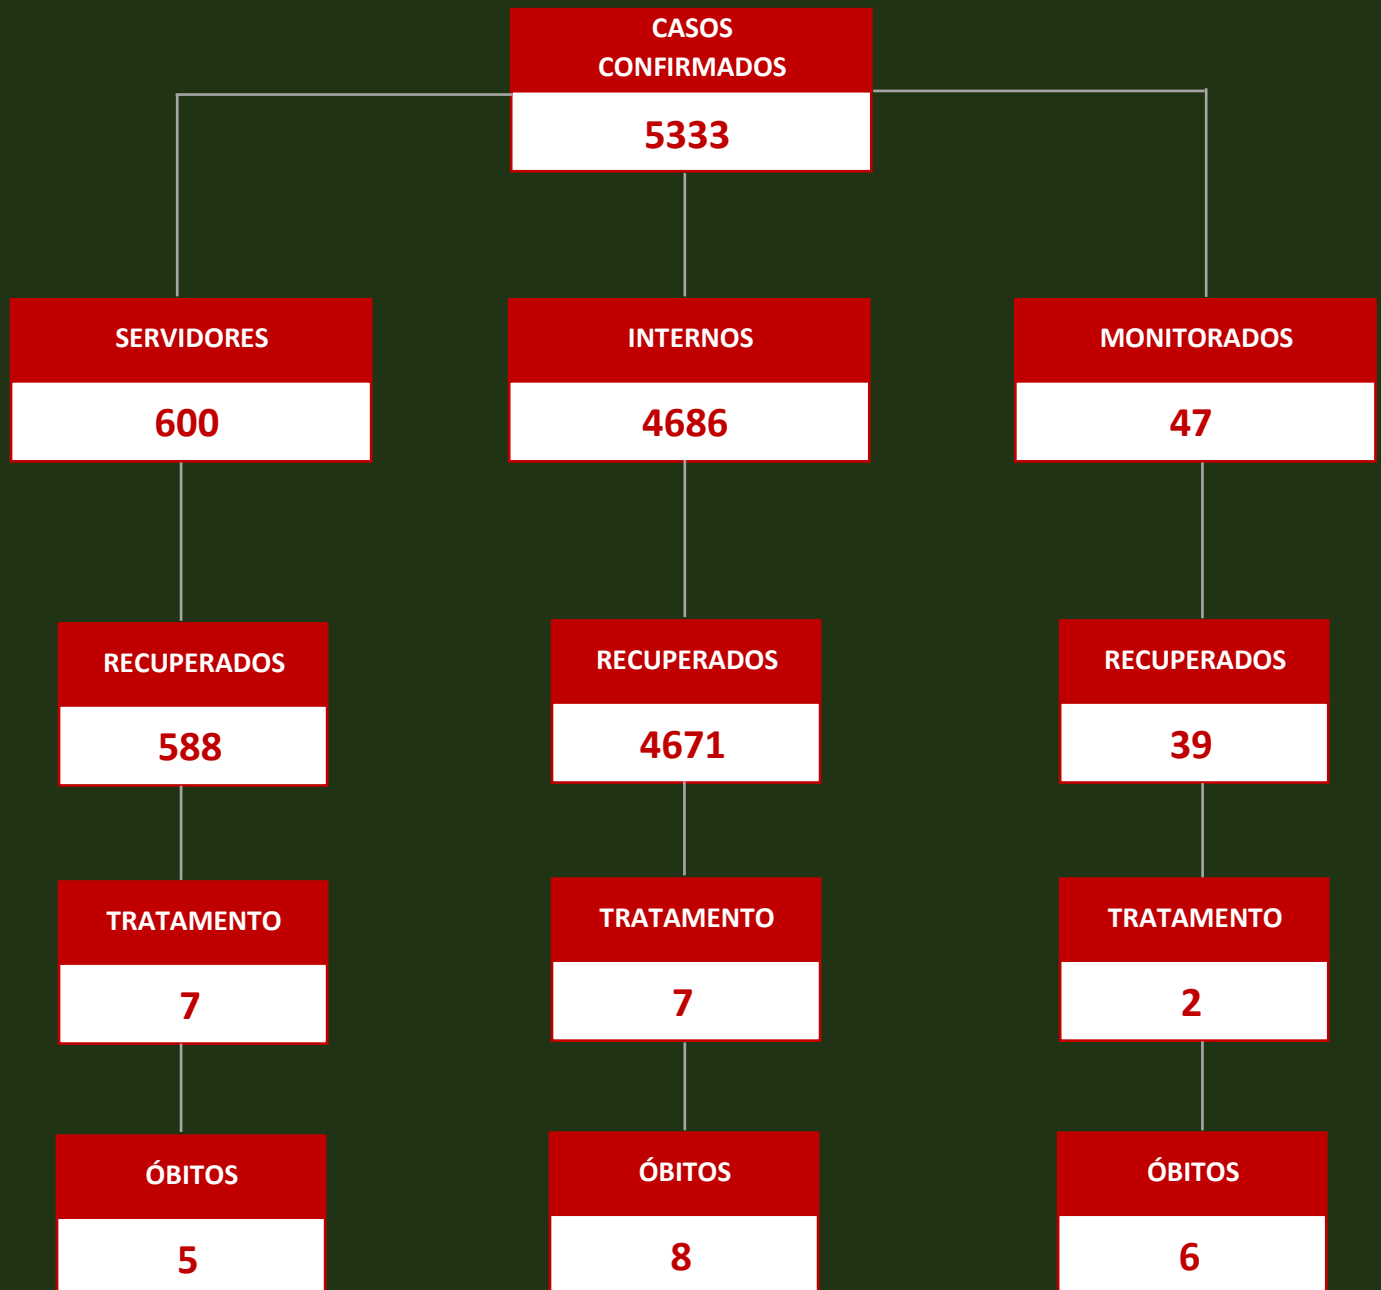 CASOS
CONFIRMADOS
5333
SERVIDORES
600
INTERNOS
4686
MONITORADOS
47
RECUPERADOS
588
RECUPERADOS
4671
RECUPERADOS
39
TRATAMENTO
7
TRATAMENTO
7
TRATAMENTO
2
ÓBITOS
5
ÓBITOS
8
ÓBITOS
6